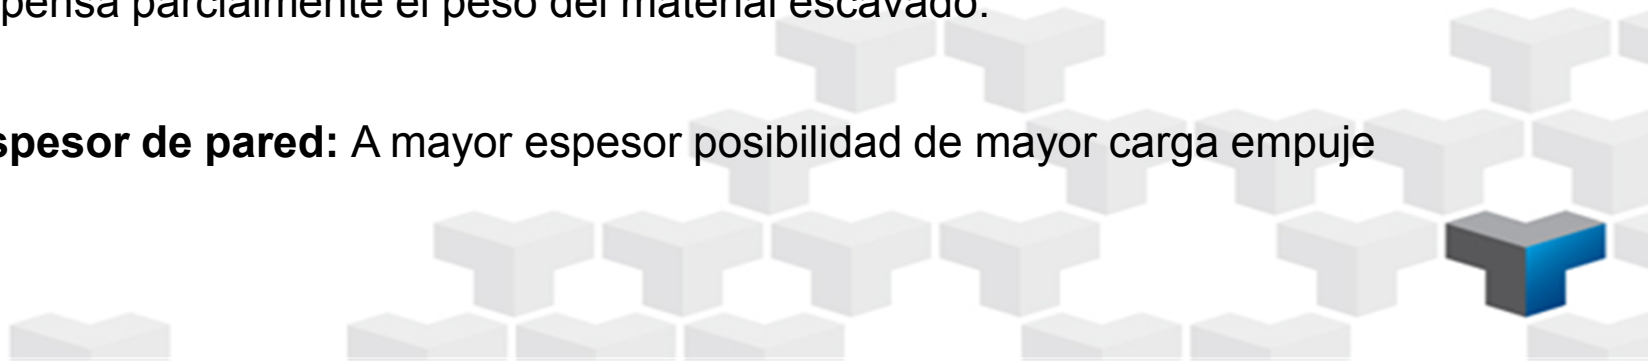 pensa parcialmente el peso del material escavado.
spesor de pared: A mayor espesor posibilidad de mayor carga empuje